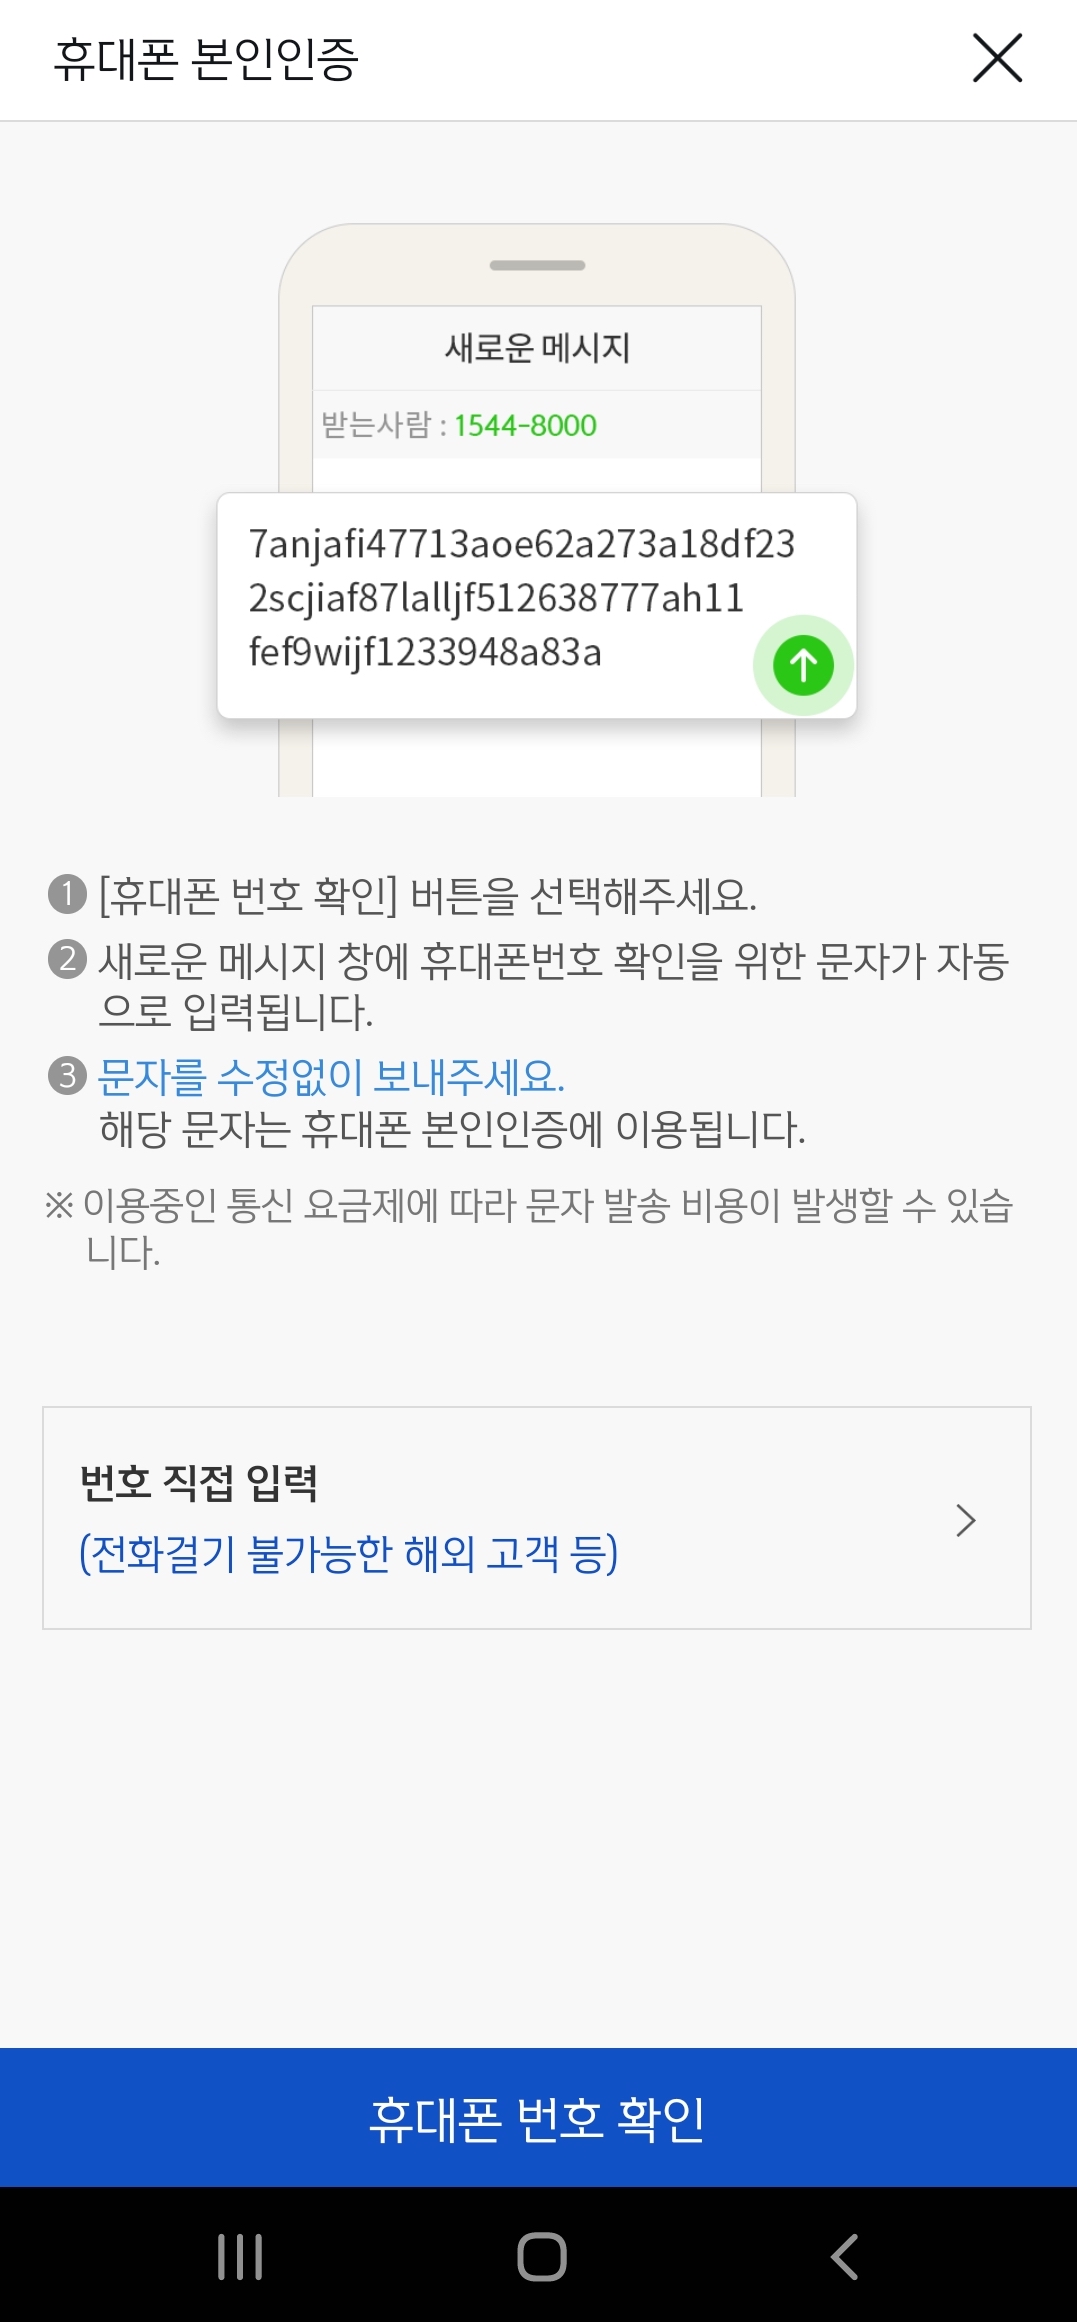 휴대폰 본인인증
새로운 메시지
받는사람 : 1544-8000
7anjafi47713aoe62a273a18df23
2scjiaf87lalljf512638777ah11
fef9wijf1233948a83a
1 [휴대폰 번호 확인] 버튼을 선택해주세요.
2 새로운 메시지 창에 휴대폰번호 확인을 위한 문자가 자동
으로 입력됩니다.
3 문자를 수정없이 보내주세요.
해당 문자는 휴대폰 본인인증에 이용됩니다.
※ 이용중인 통신 요금제에 따라 문자 발송 비용이 발생할 수 있습
니다.
번호 직접 입력
(전화걸기 불가능한 해외 고객 등)
휴대폰 번호 확인